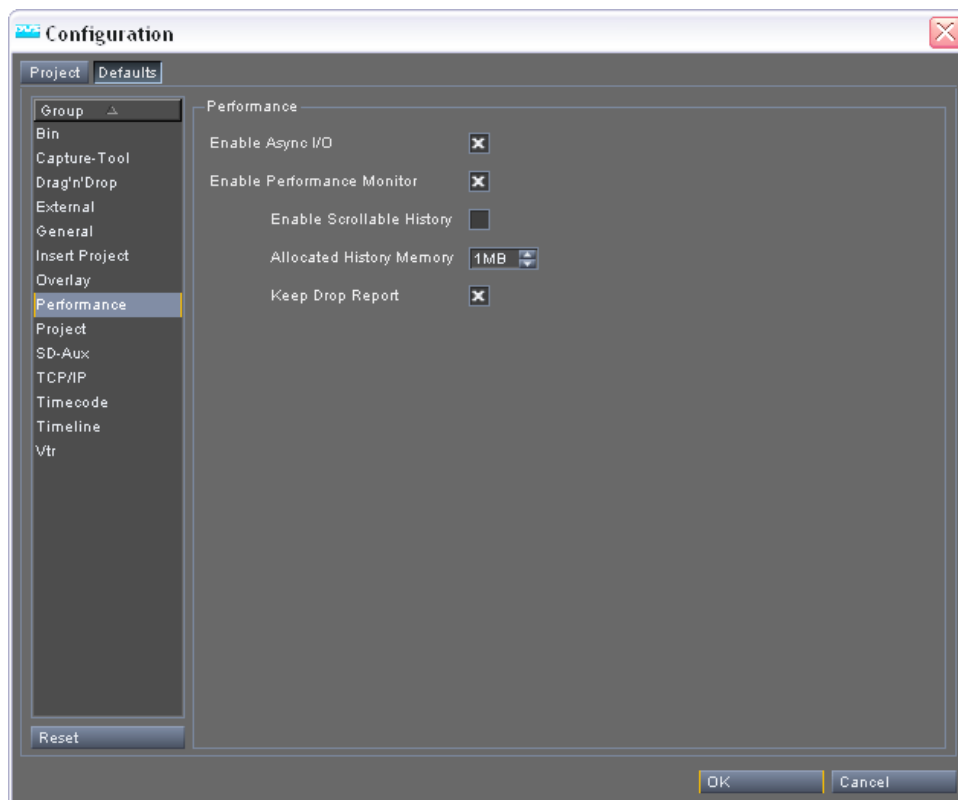 Configuration
Project
Defaults
Group
Bin
Capture-Tool
Drag'n'Drop
External
General
Insert Project
Overlay
Performance
Project
SD-Aux
TCP/IP
Timecode
Timeline
Vtr
Reset
Performance
Enable Async I/O
Enable Performance Monitor
Enable Scrollable History
Allocated History Memory 1MB
Keep Drop Report
OK
Cancel